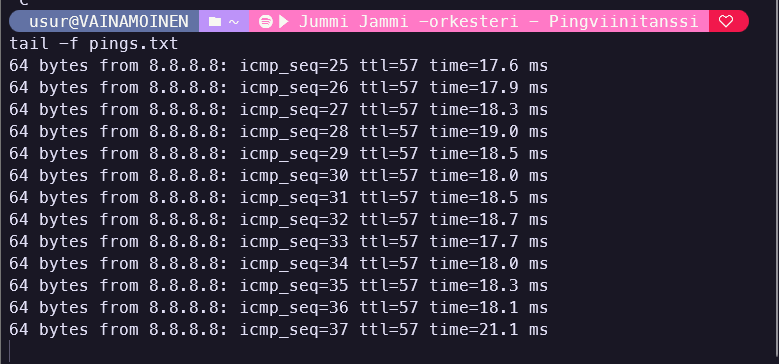 C
usur@VAINAMOINEN ~ Jummi Jammi -orkesteri - Pingviinitanssi
tail -f pings.txt
64 bytes from 8.8.8.8: icmp_seq=25 ttl=57 time=17.6 ms
64 bytes from 8.8.8.8: icmp_seq=26 ttl=57 time=17.9 ms
64 bytes from 8.8.8.8: icmp_seq=27 ttl=57 time=18.3 ms
64 bytes from 8.8.8.8: icmp_seq=28 ttl=57 time=19.0 ms
64 bytes from 8.8.8.8: icmp_seq=29 ttl=57 time=18.5 ms
64 bytes from 8.8.8.8: icmp_seq=30 ttl=57 time=18.0 ms
64 bytes from 8.8.8.8: icmp_seq=31 ttl=57 time=18.5 ms
64 bytes from 8.8.8.8: icmp_seq=32 ttl=57 time=18.7 ms
64 bytes from 8.8.8.8: icmp_seq=33 ttl=57 time=17.7 ms
64 bytes from 8.8.8.8: icmp_seq=34 ttl=57 time=18.0 ms
64 bytes from 8.8.8.8: icmp_seq=35 ttl=57 time=18.3 ms
64 bytes from 8.8.8.8: icmp_seq=36 ttl=57 time=18.1 ms
64 bytes from 8.8.8.8: icmp_seq=37 ttl=57 time=21.1 ms